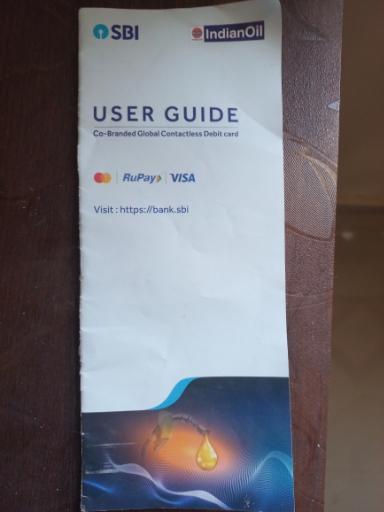 SBI IndianOil
USER GUIDE
Co-Branded Global Contactless Debit card
RuPay VISA
Visit : https://bank.sbi